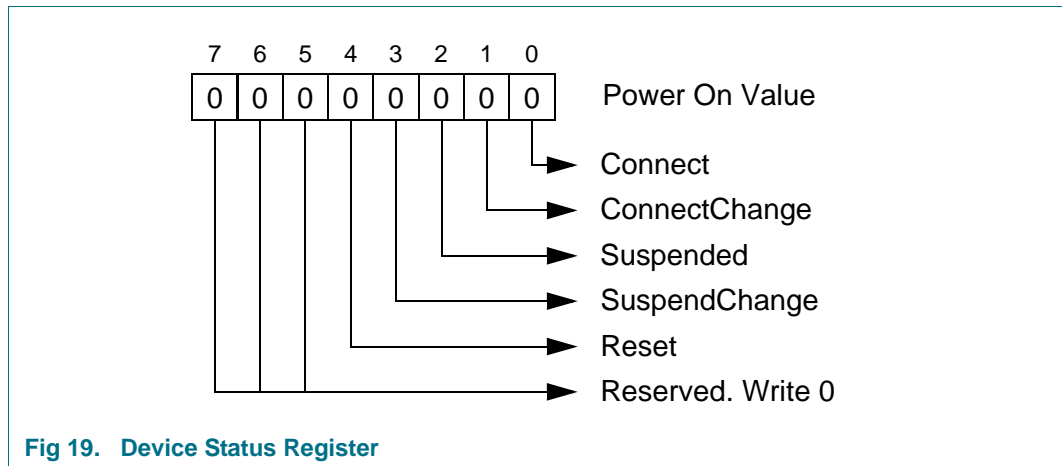 7 6 5 4 3 2 1 0
0 0 0 0 0 0 0 0 Power On Value
Connect
ConnectChange
Suspended
SuspendChange
Reset
Reserved. Write 0
Fig 19. Device Status Register